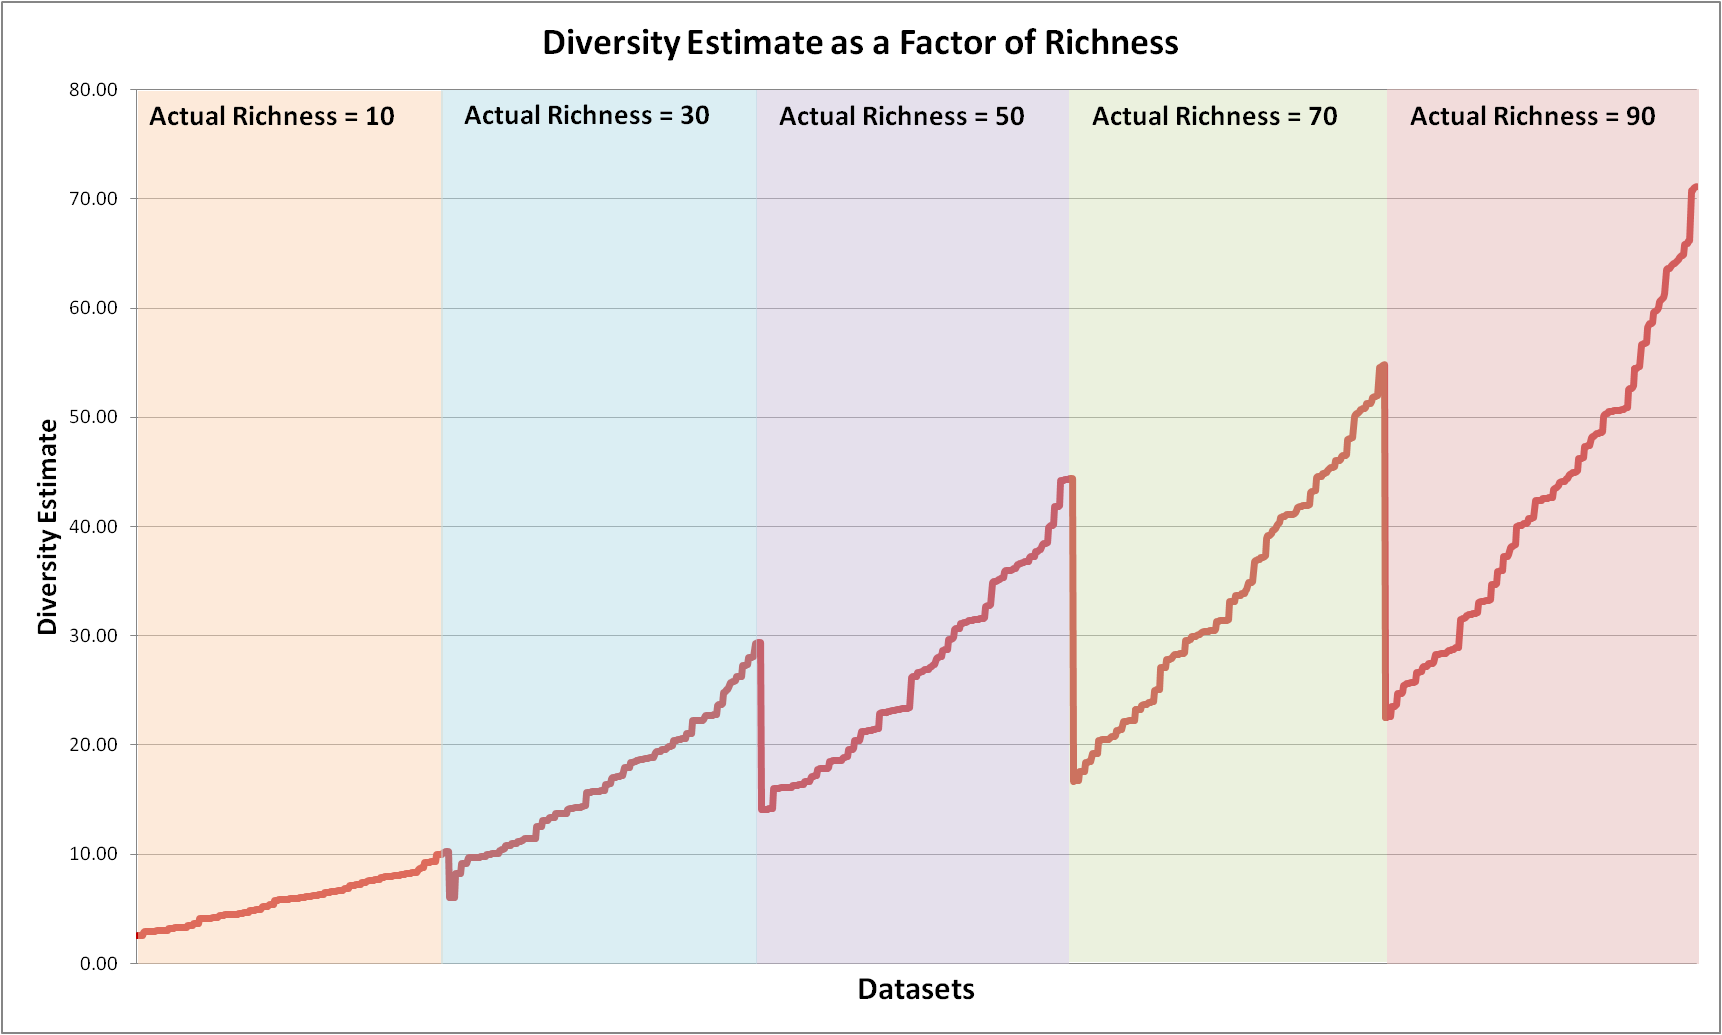 Diversity Estimate as a Factor of Richness
80.00
Actual Richness = 10
Actual Richness = 30
Actual Richness = 50
Actual Richness = 70
Actual Richness = 90
70.00
60.00
50.00
40.00
30.00
20.00
10.00
0.00
Diversity Estimate
Datasets